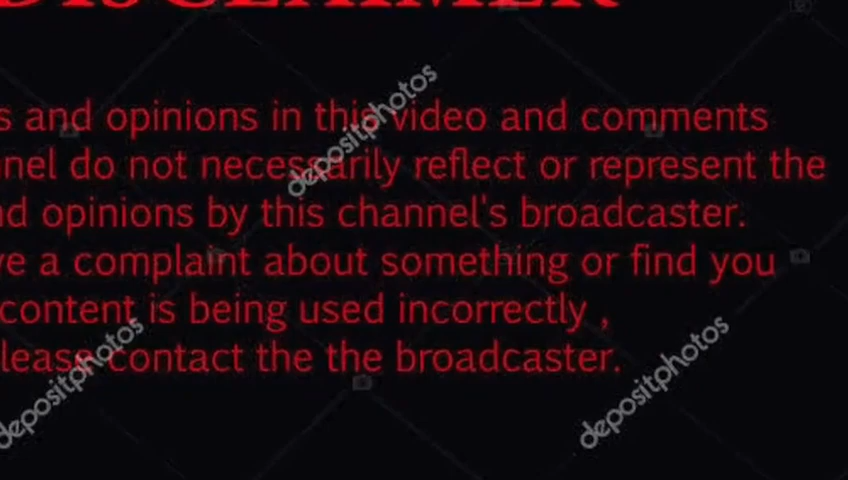 DISCLAIMER
s and opinions in this video and comments
nel do not necessarily reflect or represent the
nd opinions by this channel's broadcaster.
ve a complaint about something or find you
content is being used incorrectly ,
lease contact the the broadcaster.
depositphotos
depositphotos
depositphotos